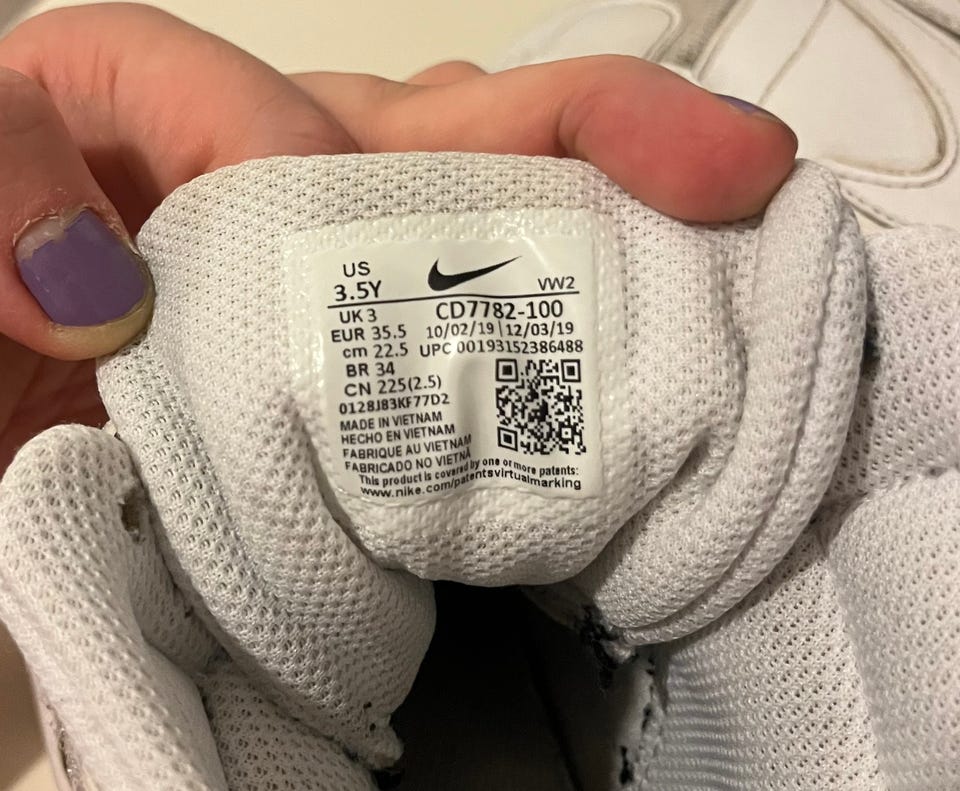 US
3.5Y
VW2
UK 3
CD7782-100
EUR 35.5
10/02/19 | 12/03/19
cm 22.5
UPC 00193152386488
BR 34
CN 225(2.5)
0128J83KF77D2
MADE IN VIETNAM
HECHO EN VIETNAM
FABRIQUE AU VIETNAM
FABRICADO NO VIETNÃ
This product is covered by one or more patents:
www.nike.com/patentsvirtualmarking